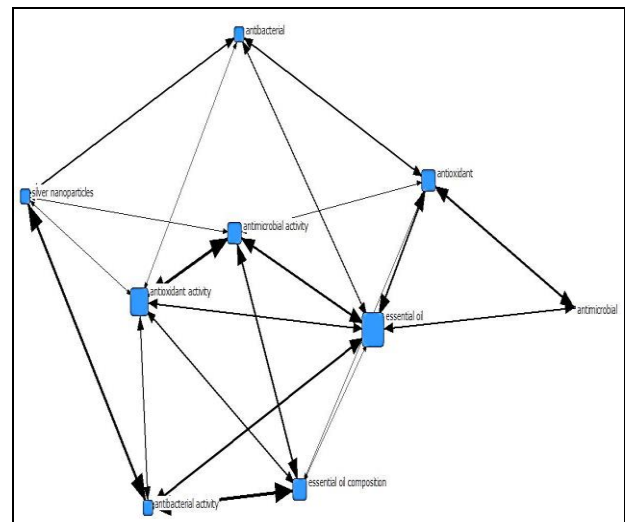 antibacterial
antioxidant
silver nanoparticles
antimicrobial activity
antioxidant activity
antimicrobial
essential oil
essential oil composition
antibacterial activity